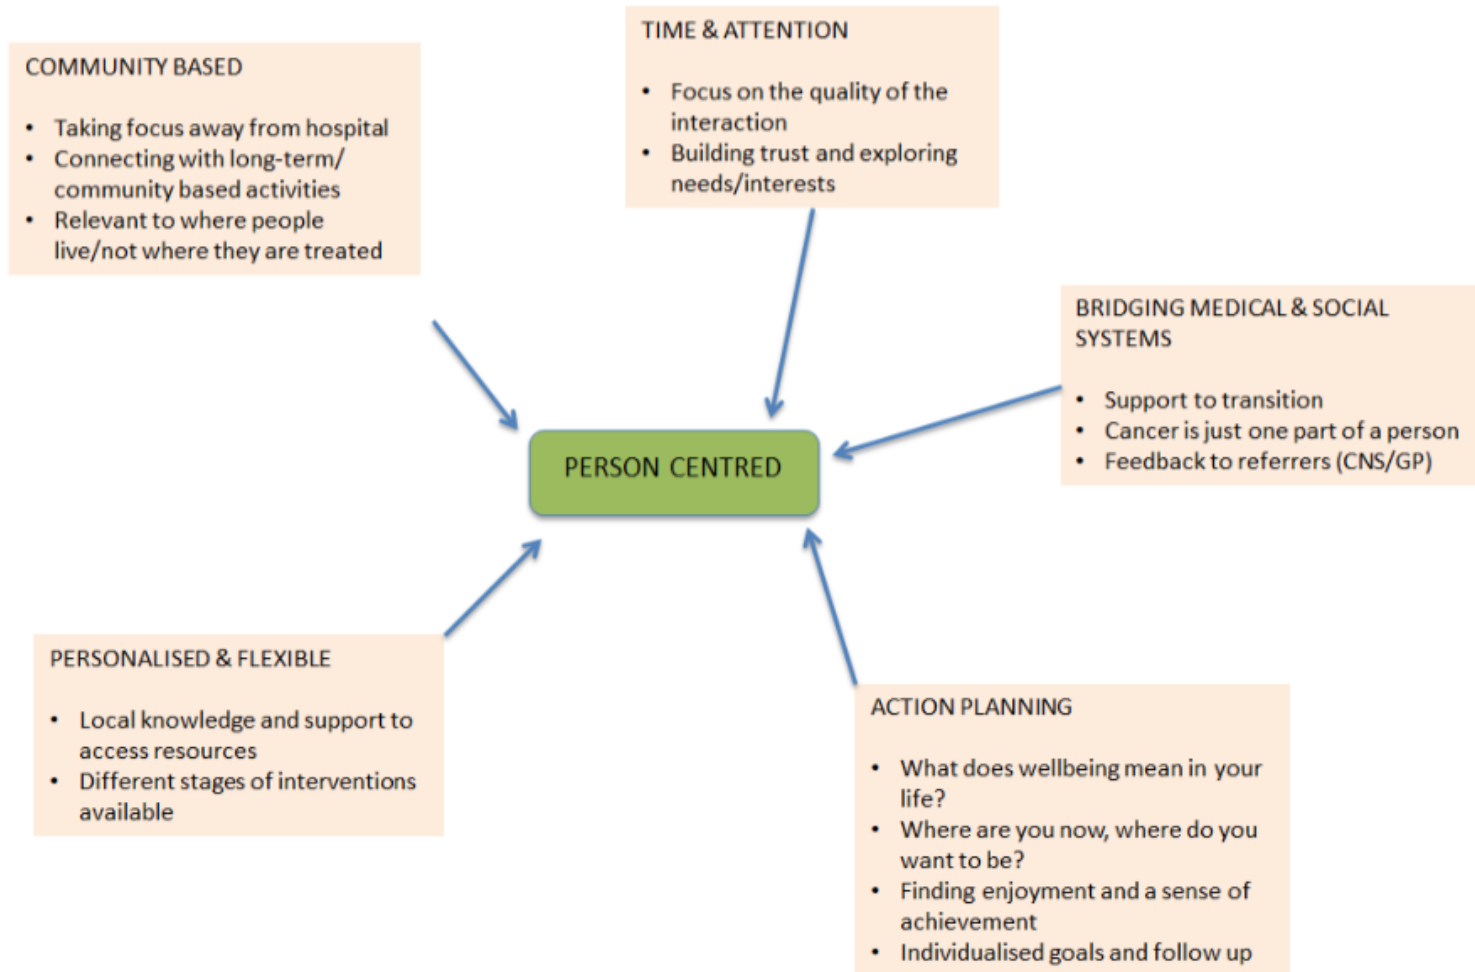 COMMUNITY BASED
• Taking focus away from hospital
• Connecting with long-term/
community based activities
• Relevant to where people
live/not where they are treated
TIME & ATTENTION
• Focus on the quality of the
interaction
• Building trust and exploring
needs/interests
BRIDGING MEDICAL & SOCIAL
SYSTEMS
• Support to transition
• Cancer is just one part of a person
• Feedback to referrers (CNS/GP)
PERSON CENTRED
PERSONALISED & FLEXIBLE
• Local knowledge and support to
access resources
• Different stages of interventions
available
ACTION PLANNING
• What does wellbeing mean in your
life?
• Where are you now, where do you
want to be?
• Finding enjoyment and a sense of
achievement
• Individualised goals and follow up